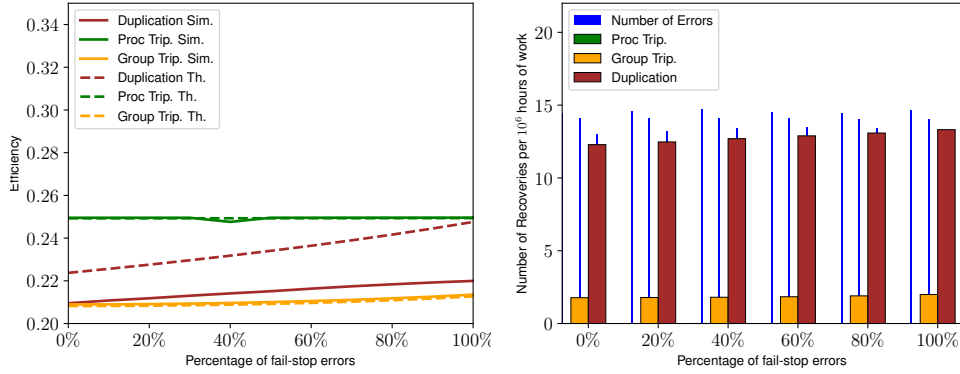 0.34
0.32
0.30
0.28
0.26
0.24
0.22
0.20
Efficiency
Duplication Sim.
Proc Trip. Sim.
Group Trip. Sim.
Duplication Th.
Proc Trip. Th.
Group Trip. Th.
0% 20% 40% 60% 80% 100%
Percentage of fail-stop errors
20
15
10
5
0
Number of Recoveries per 10^6 hours of work
Number of Errors
Proc Trip.
Group Trip.
Duplication
0% 20% 40% 60% 80% 100%
Percentage of fail-stop errors